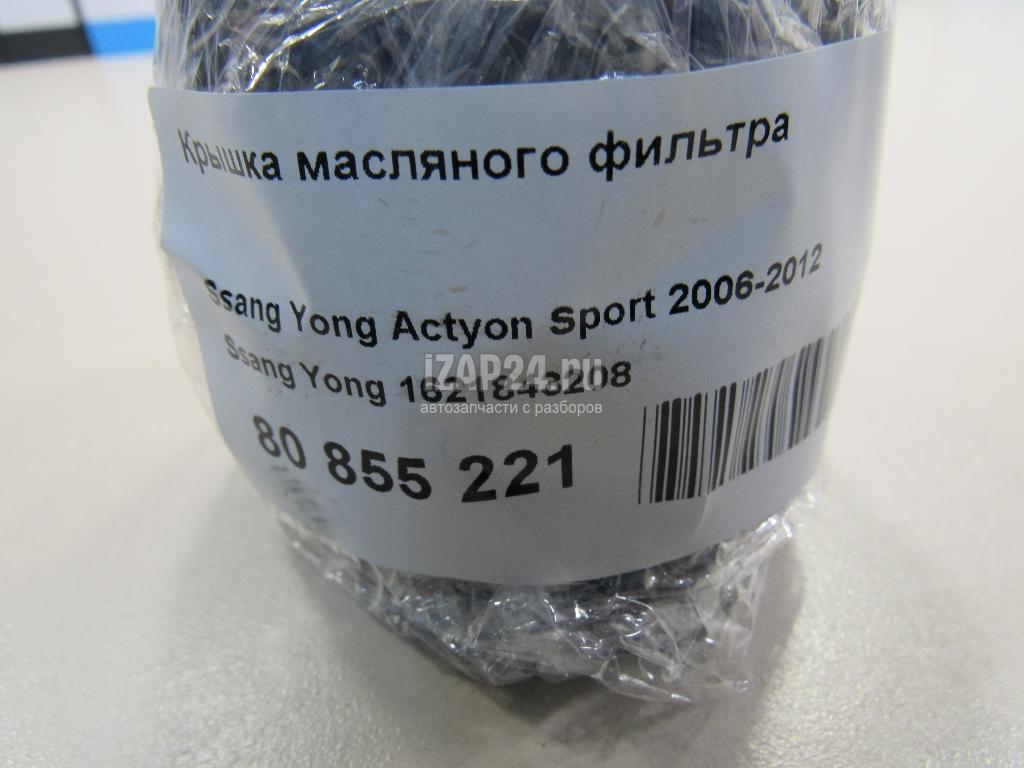 Крышка масляного фильтра
Ssang Yong Actyon Sport 2006-2012
Ssang Yong 1621843208
iZAP24.ru
автозапчасти с разборов
80 855 221